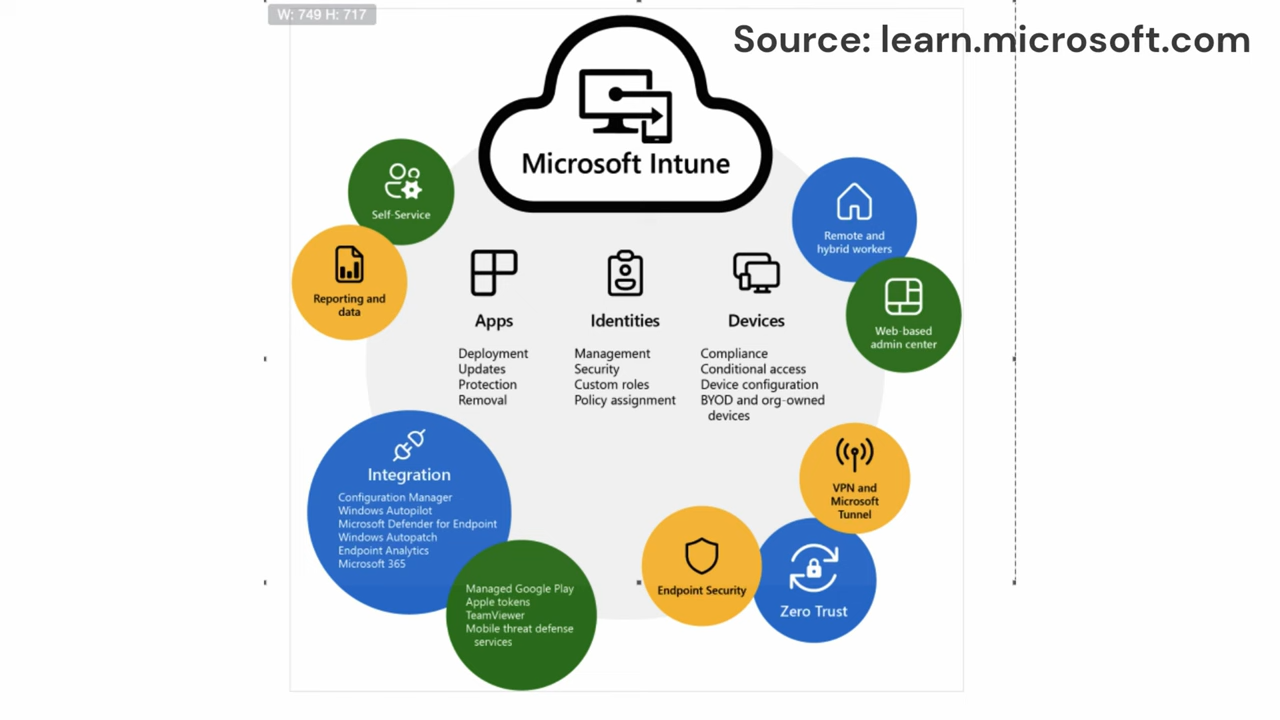 W: 749 H: 717
Source: learn.microsoft.com
Microsoft Intune
Self-Service
Reporting and
data
Remote and
hybrid workers
Web-based
admin center
Apps
Deployment
Updates
Protection
Removal
Identities
Management
Security
Custom roles
Policy assignment
Devices
Compliance
Conditional access
Device configuration
BYOD and org-owned
devices
Integration
Configuration Manager
Windows Autopilot
Microsoft Defender for Endpoint
Windows Autopatch
Endpoint Analytics
Microsoft 365
Managed Google Play
Apple tokens
TeamViewer
Mobile threat defense
services
VPN and
Microsoft
Tunnel
Endpoint Security
Zero Trust